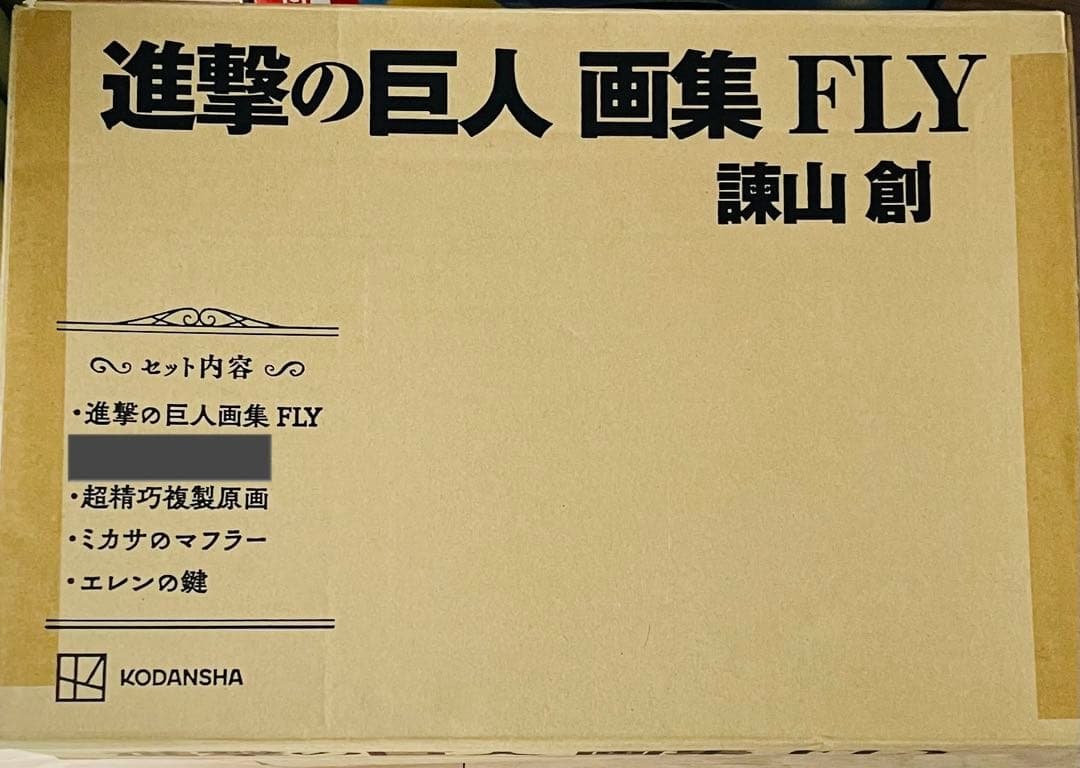 進撃の巨人 画集 FLY
諫山 創
セット内容
・進撃の巨人画集 FLY
・超精巧複製原画
・ミカサのマフラー
・エレンの鍵
KODANSHA